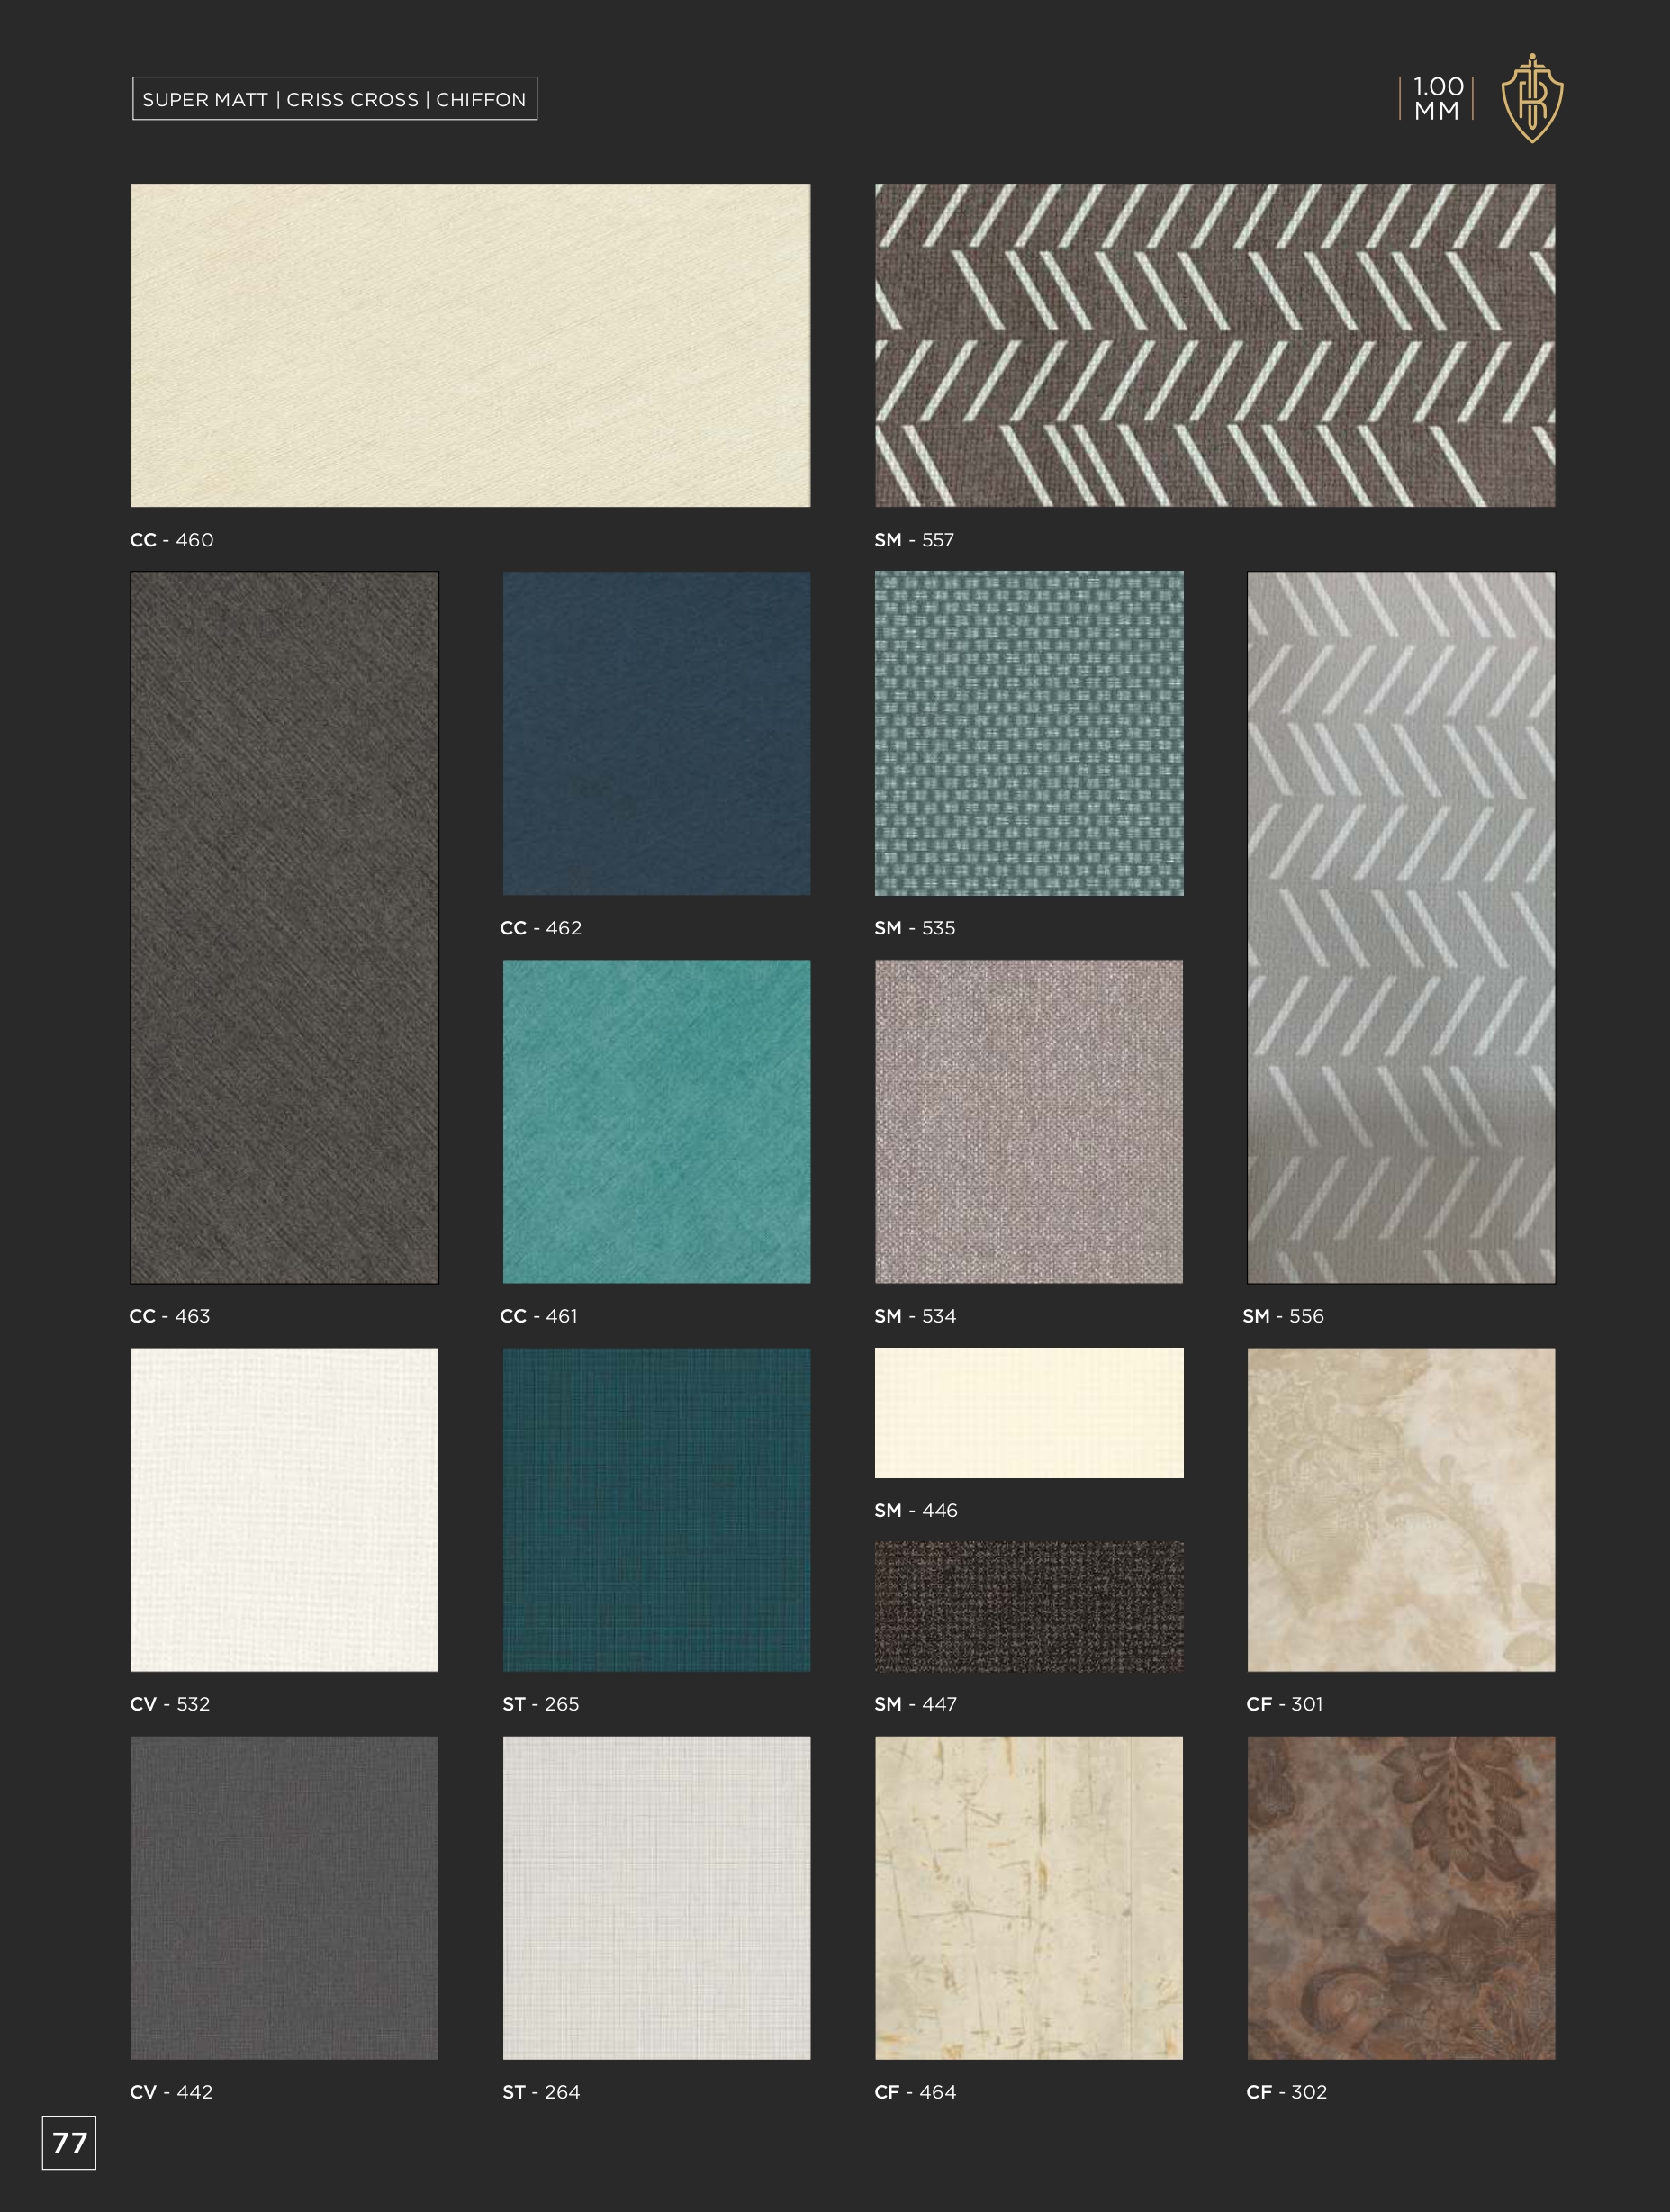 SUPER MATT | CRISS CROSS | CHIFFON
1.00
MM
CC - 460
SM - 557
CC - 462
SM - 535
CC - 463
CC - 461
SM - 534
SM - 556
SM - 446
CV - 532
ST - 265
SM - 447
CF - 301
CV - 442
ST - 264
CF - 464
CF - 302
77